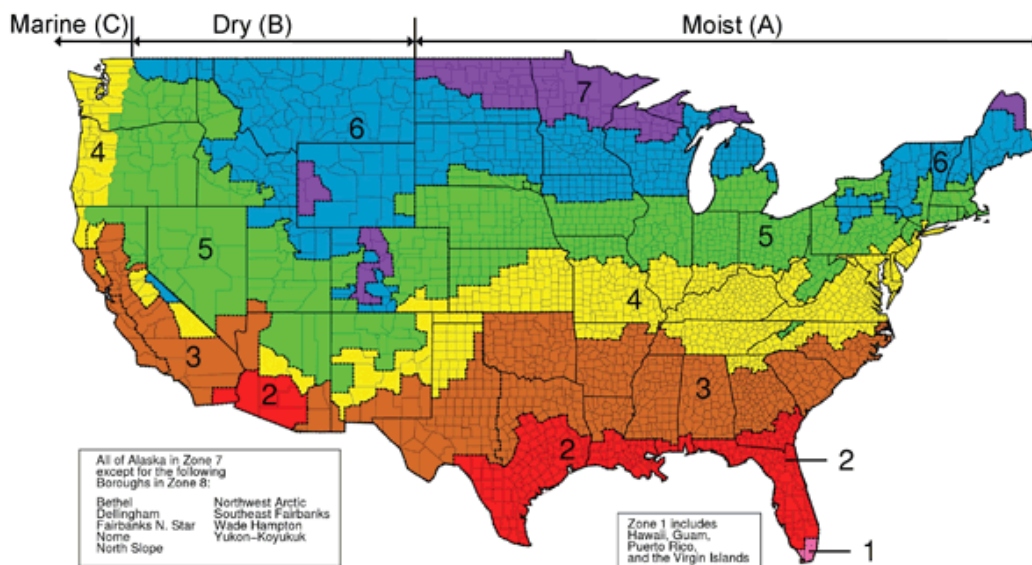 Marine (C)
Dry (B)
Moist (A)
7
6
6
4
5
5
4
3
3
2
2
2
1
All of Alaska in Zone 7
except for the following
Boroughs in Zone 8:
Bethel Northwest Arctic
Dellingham Southeast Fairbanks
Fairbanks N. Star Wade Hampton
Nome Yukon-Koyukuk
North Slope
Zone 1 includes
Hawaii, Guam,
Puerto Rico,
and the Virgin Islands